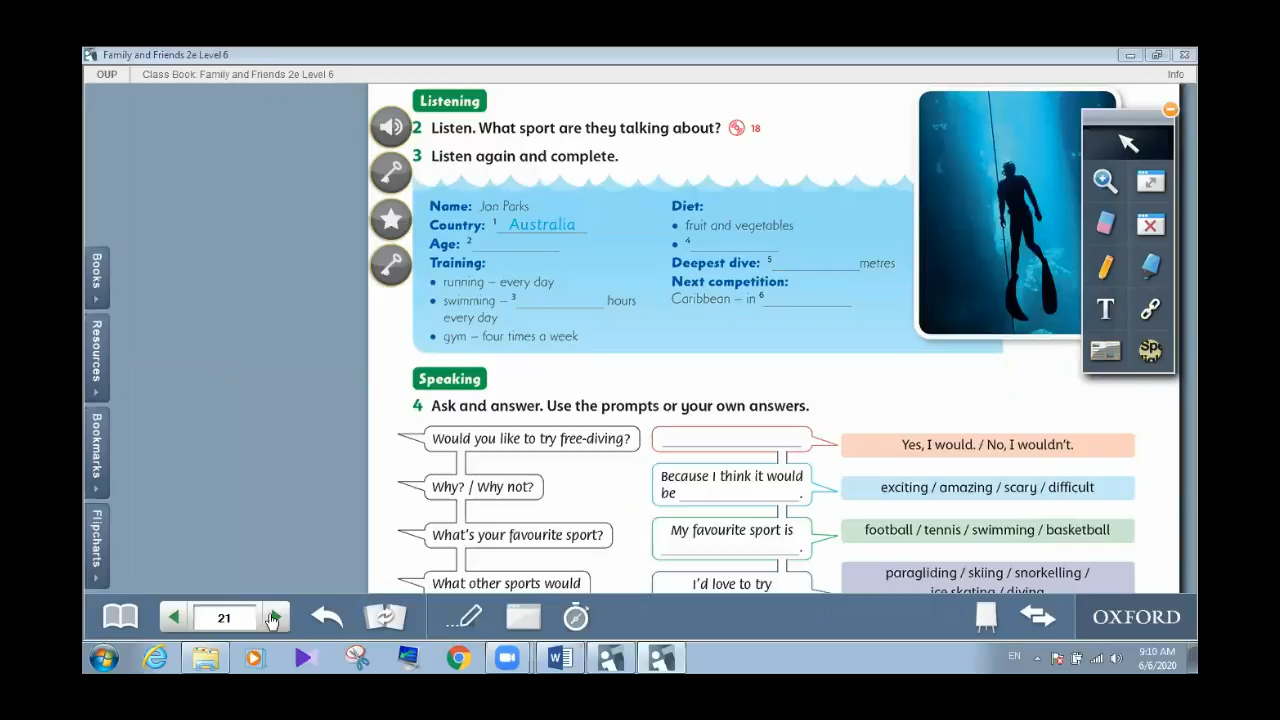 Family and Friends 2e Level 6
OUP
Class Book: Family and Friends 2e Level 6
Info
Listening
2 Listen. What sport are they talking about? 18
3 Listen again and complete.
Name: Jan Parks
Country: 1 Australia
Age: 2
Training:
• running – every day
• swimming – 3 hours
every day
• gym – four times a week
Diet:
• fruit and vegetables
• 4
Deepest dive: 5 metres
Next competition:
Caribbean – in 6
Speaking
4 Ask and answer. Use the prompts or your own answers.
Would you like to try free-diving?
Yes, I would. / No, I wouldn't.
Why? / Why not?
Because I think it would
be ____________.
exciting / amazing / scary / difficult
What's your favourite sport?
My favourite sport is
____________.
football / tennis / swimming / basketball
What other sports would
I'd love to try
paragliding / skiing / snorkelling /
ice skating / diving
Books
Resources
Bookmarks
Flipcharts
T
21
OXFORD
EN
9:10 AM
6/6/2020